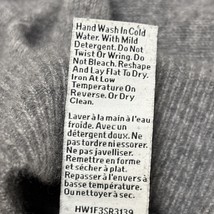 Hand Wash In Cold
Water. With Mild
Detergent. Do Not
Twist Or Wring. Do
Not Bleach. Reshape
And Lay Flat To Dry.
Iron At Low
Temperature On
Reverse. Or Dry
Clean.
Laver à la main à l'eau
froide. Avec un
détergent doux. Ne
pas tordre ni essorer.
Ne pas javelliser.
Remettre en forme
et sécher à plat.
Repasser à l'envers à
basse température.
Ou nettoyer à sec.
HW1F3SR3139